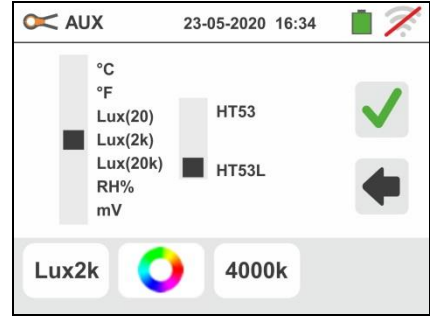 AUX 23-05-2020 16:34
°C
°F
Lux(20)
Lux(2k)
Lux(20k)
RH%
mV
HT53
HT53L
Lux2k 4000k